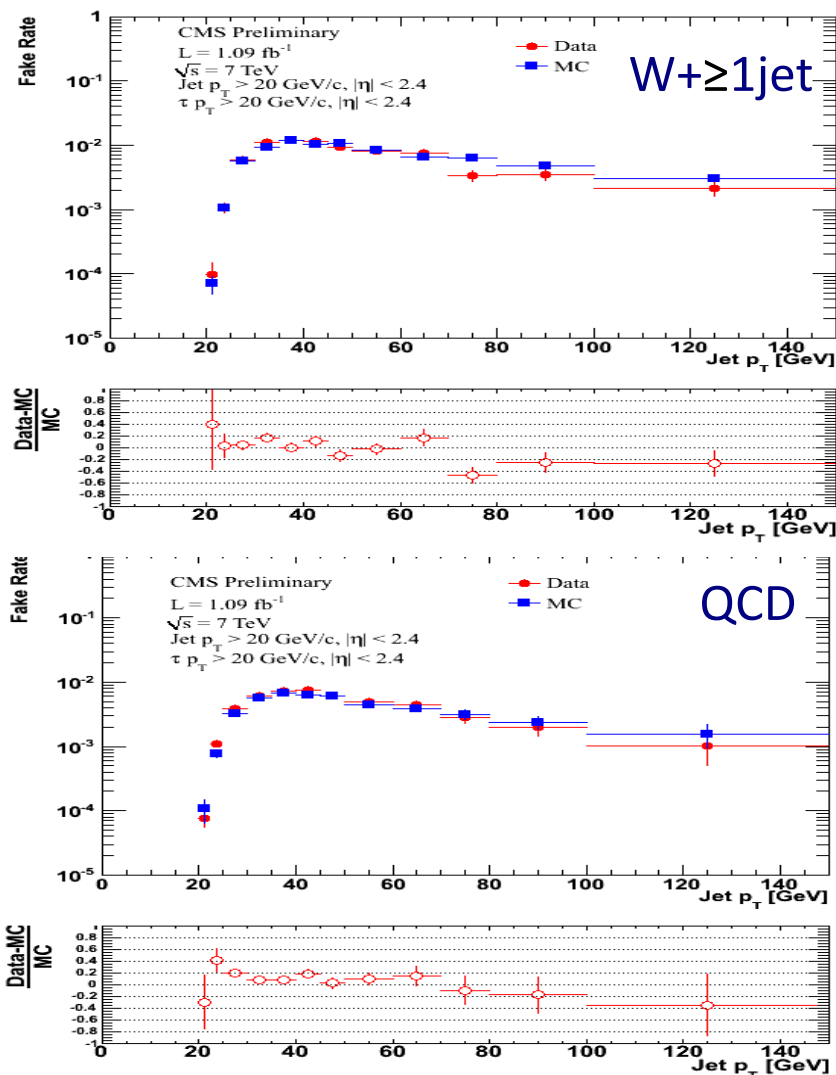 Fake Rate
1
10⁻¹
10⁻²
10⁻³
10⁻⁴
10⁻⁵
CMS Preliminary
L = 1.09 fb⁻¹
√s = 7 TeV
Jet p_T > 20 GeV/c, |η| < 2.4
τ p_T > 20 GeV/c, |η| < 2.4
Data
MC
W+≥1jet
0 20 40 60 80 100 120 140
Jet p_T [GeV]
Data-MC
MC
0.8
0.6
0.4
0.2
0
-0.2
-0.4
-0.6
-0.8
-1
0 20 40 60 80 100 120 140
Jet p_T [GeV]
Fake Rate
10⁻¹
10⁻²
10⁻³
10⁻⁴
10⁻⁵
CMS Preliminary
L = 1.09 fb⁻¹
√s = 7 TeV
Jet p_T > 20 GeV/c, |η| < 2.4
τ p_T > 20 GeV/c, |η| < 2.4
Data
MC
QCD
0 20 40 60 80 100 120 140
Jet p_T [GeV]
Data-MC
MC
0.8
0.6
0.4
0.2
0
-0.2
-0.4
-0.6
-0.8
-1
0 20 40 60 80 100 120 140
Jet p_T [GeV]